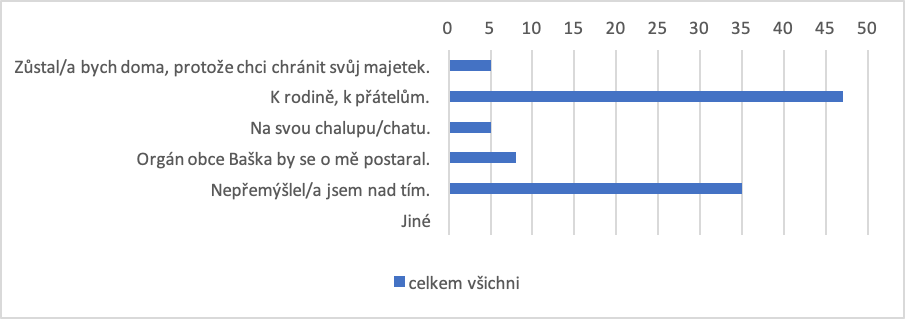 0 5 10 15 20 25 30 35 40 45 50
Zůstal/a bych doma, protože chci chránit svůj majetek.
K rodině, k přátelům.
Na svou chalupu/chatu.
Orgán obce Baška by se o mě postaral.
Nepřemýšlel/a jsem nad tím.
Jiné
celkem všichni